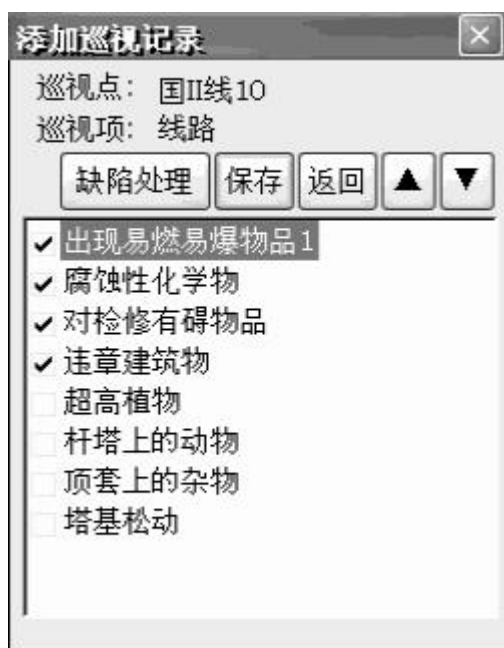 添加巡视记录
巡视点: 国II线10
巡视项: 线路
缺陷处理 保存 返回 ▲ ▼
出现易燃易爆物品1
腐蚀性化学物
对检修有碍物品
违章建筑物
超高植物
杆塔上的动物
顶套上的杂物
塔基松动